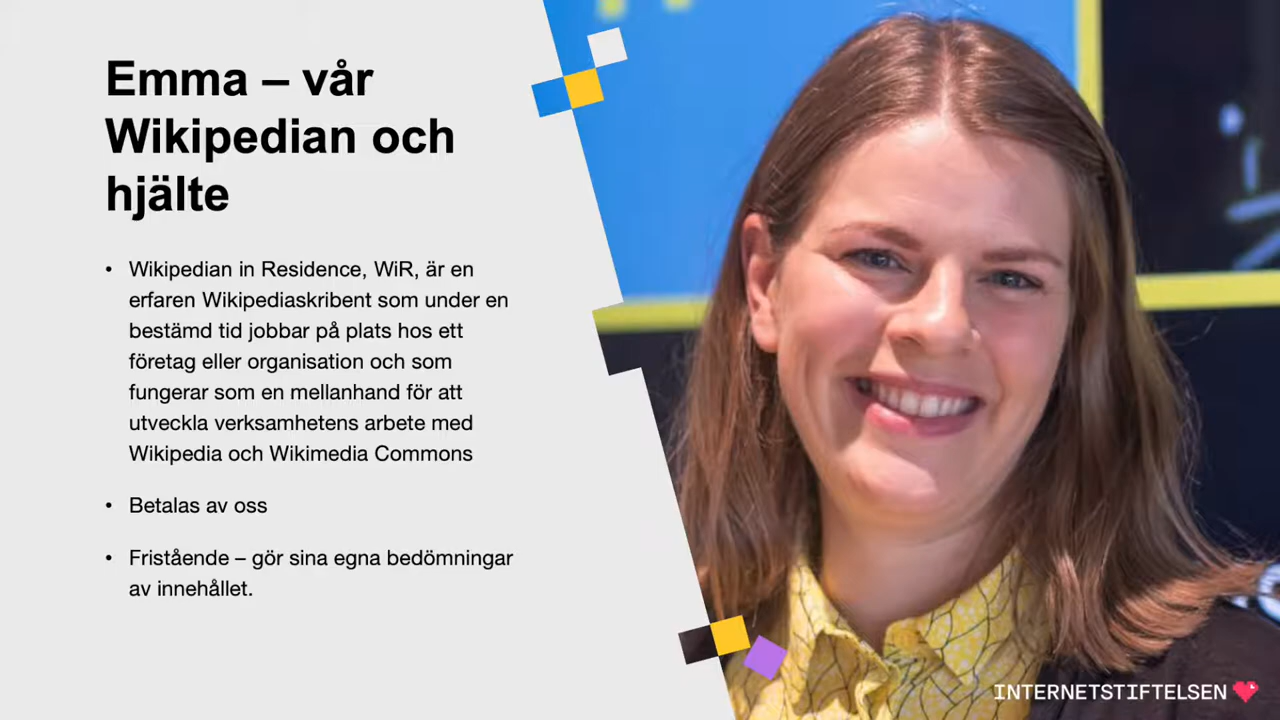 Emma – vår
Wikipedian och
hjälte
• Wikipedian in Residence, WiR, är en
erfaren Wikipediaskribent som under en
bestämd tid jobbar på plats hos ett
företag eller organisation och som
fungerar som en mellanhand för att
utveckla verksamhetens arbete med
Wikipedia och Wikimedia Commons
• Betalas av oss
• Fristående – gör sina egna bedömningar
av innehållet.
INTERNETSTIFTELSEN